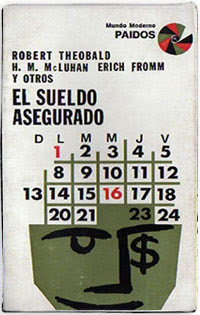 Mundo Moderno
PAIDOS
ROBERT THEOBALD
H. M. McLUHAN ERICH FROMM
Y OTROS
EL SUELDO
ASEGURADO
D L M M J V
1 2 3 4 5
8 9 10 11 12
13 14 15 16 17 18
20 21 23 24
$